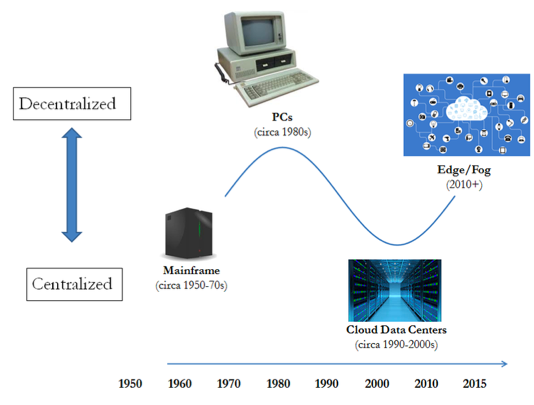 PCs
(circa 1980s)
Decentralized
Edge/Fog
(2010+)
Mainframe
(circa 1950-70s)
Centralized
Cloud Data Centers
(circa 1990-2000s)
1950 1960 1970 1980 1990 2000 2010 2015